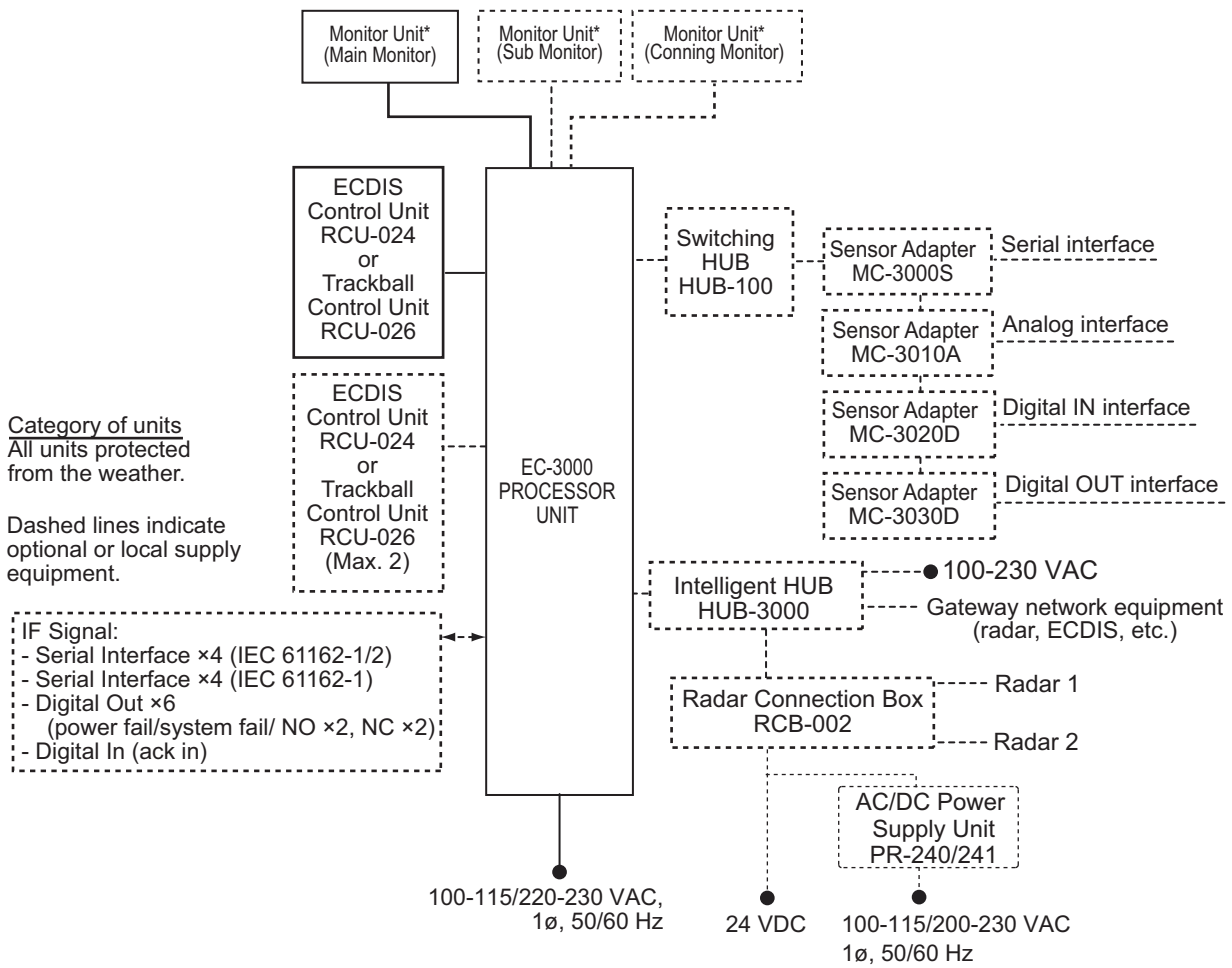 Monitor Unit*
(Main Monitor)
Monitor Unit*
(Sub Monitor)
Monitor Unit*
(Conning Monitor)
ECDIS
Control Unit
RCU-024
or
Trackball
Control Unit
RCU-026
ECDIS
Control Unit
RCU-024
or
Trackball
Control Unit
RCU-026
(Max. 2)
Category of units
All units protected
from the weather.
Dashed lines indicate
optional or local supply
equipment.
IF Signal:
- Serial Interface ×4 (IEC 61162-1/2)
- Serial Interface ×4 (IEC 61162-1)
- Digital Out ×6
(power fail/system fail/ NO ×2, NC ×2)
- Digital In (ack in)
EC-3000
PROCESSOR
UNIT
100-115/220-230 VAC,
1ø, 50/60 Hz
Switching
HUB
HUB-100
Sensor Adapter
MC-3000S
Serial interface
Sensor Adapter
MC-3010A
Analog interface
Sensor Adapter
MC-3020D
Digital IN interface
Sensor Adapter
MC-3030D
Digital OUT interface
Intelligent HUB
HUB-3000
100-230 VAC
Gateway network equipment
(radar, ECDIS, etc.)
Radar Connection Box
RCB-002
Radar 1
Radar 2
AC/DC Power
Supply Unit
PR-240/241
24 VDC
100-115/200-230 VAC
1ø, 50/60 Hz